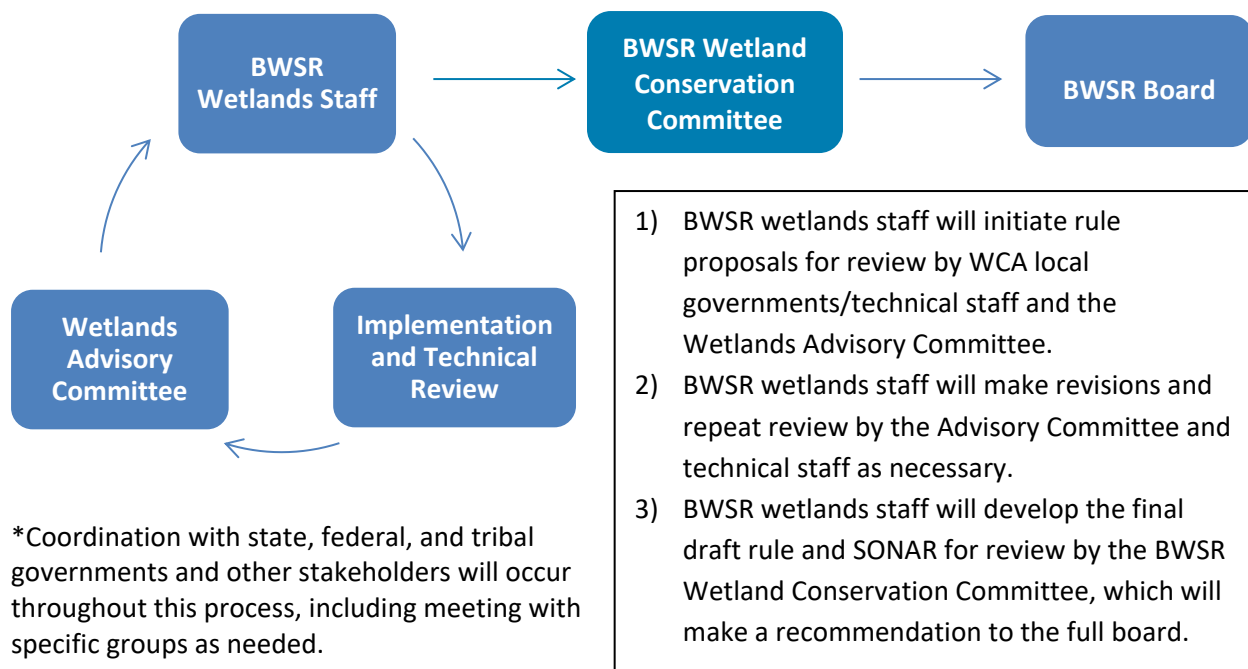 BWSR
Wetlands Staff
BWSR Wetland
Conservation
Committee
BWSR Board
Wetlands
Advisory
Committee
Implementation
and Technical
Review
1) BWSR wetlands staff will initiate rule
proposals for review by WCA local
governments/technical staff and the
Wetlands Advisory Committee.
2) BWSR wetlands staff will make revisions and
repeat review by the Advisory Committee and
technical staff as necessary.
3) BWSR wetlands staff will develop the final
draft rule and SONAR for review by the BWSR
Wetland Conservation Committee, which will
make a recommendation to the full board.
*Coordination with state, federal, and tribal
governments and other stakeholders will occur
throughout this process, including meeting with
specific groups as needed.